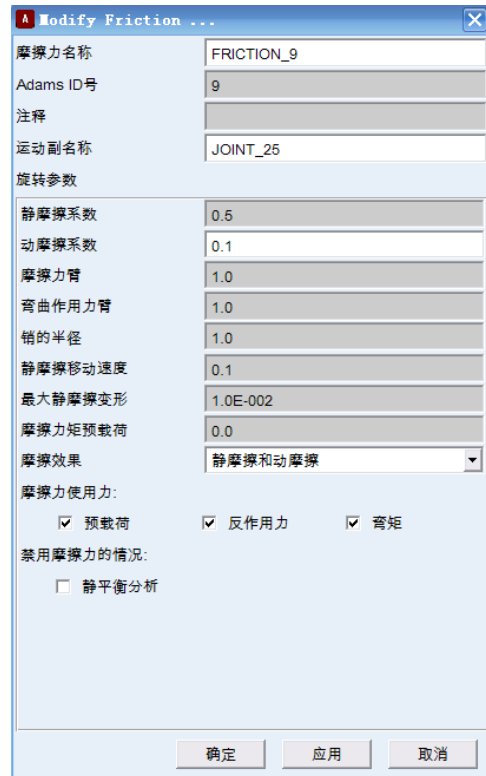 Modify Friction ...
摩擦力名称 FRICTION_9
Adams ID号 9
注释
运动副名称 JOINT_25
旋转参数
静摩擦系数 0.5
动摩擦系数 0.1
摩擦力臂 1.0
弯曲作用力臂 1.0
销的半径 1.0
静摩擦移动速度 0.1
最大静摩擦变形 1.0E-002
摩擦力矩预载荷 0.0
摩擦效果 静摩擦和动摩擦
摩擦力使用力:
预载荷 反作用力 弯矩
禁用摩擦力的情况:
静平衡分析
确定 应用 取消